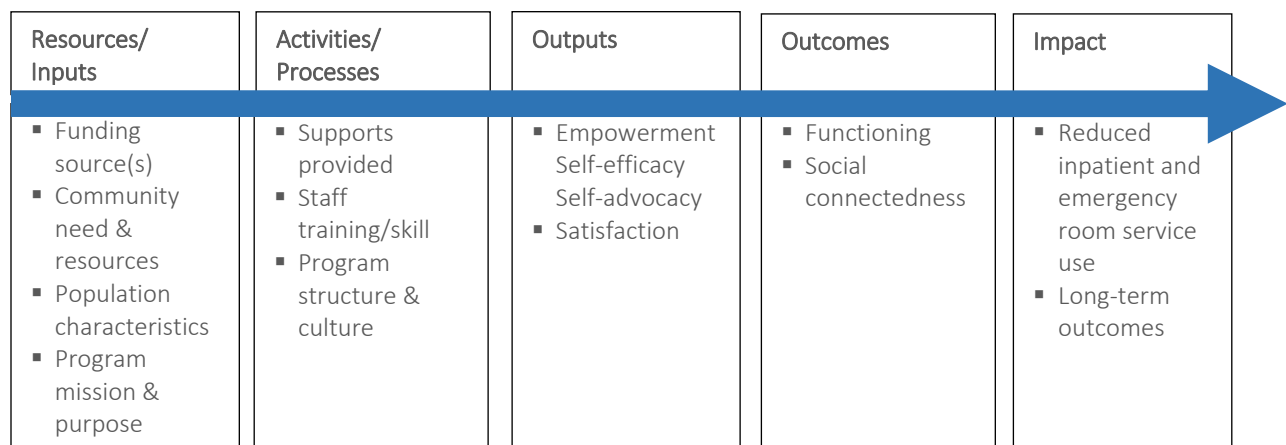 Resources/
Inputs
▪ Funding
source(s)
▪ Community
need &
resources
▪ Population
characteristics
▪ Program
mission &
purpose
Activities/
Processes
▪ Supports
provided
▪ Staff
training/skill
▪ Program
structure &
culture
Outputs
▪ Empowerment
Self-efficacy
Self-advocacy
▪ Satisfaction
Outcomes
▪ Functioning
▪ Social
connectedness
Impact
▪ Reduced
inpatient and
emergency
room service
use
▪ Long-term
outcomes